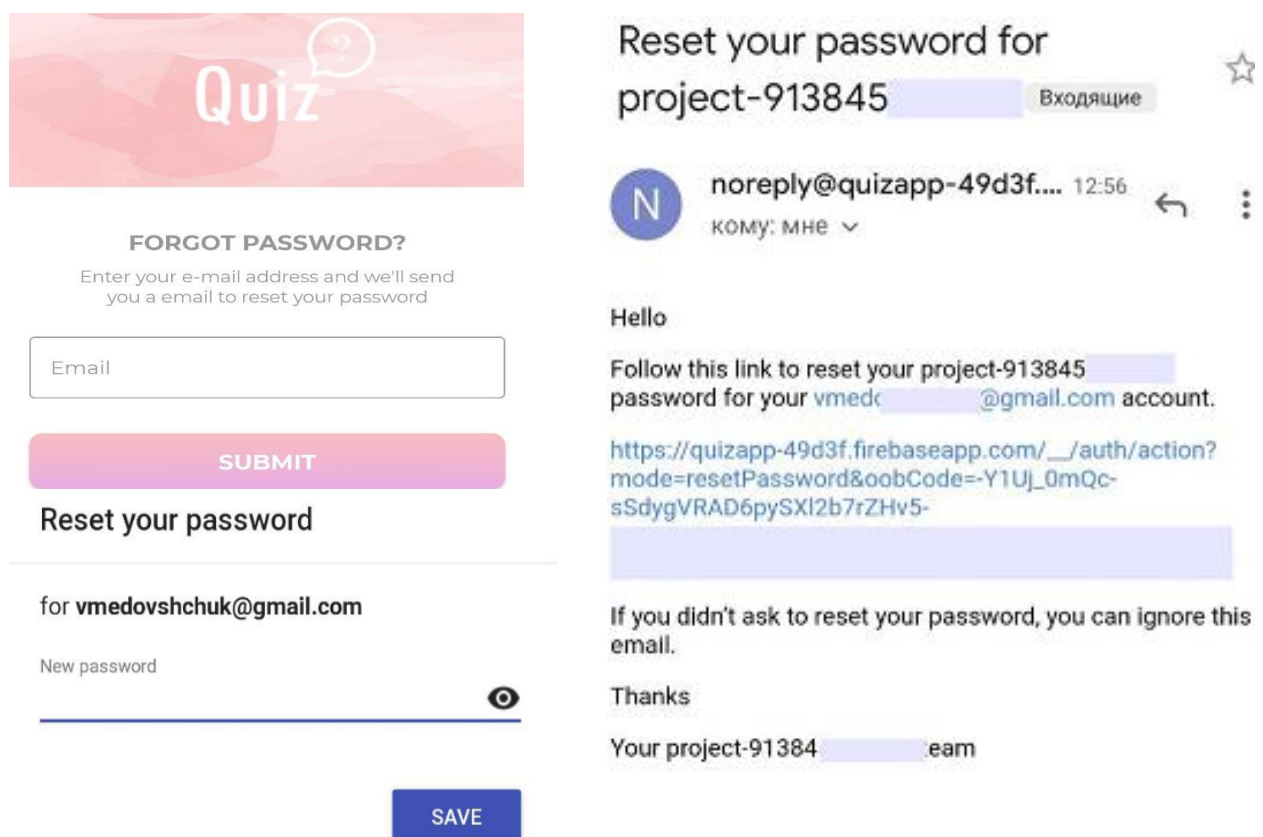 Quiz
?
FORGOT PASSWORD?
Enter your e-mail address and we'll send
you a email to reset your password
Email
SUBMIT
Reset your password
for vmedovshchuk@gmail.com
New password
SAVE
Reset your password for
project-913845
Входящие
N
noreply@quizapp-49d3f.... 12:56
кому: мне
Hello
Follow this link to reset your project-913845
password for your vmedo @gmail.com account.
https://quizapp-49d3f.firebaseapp.com/__/auth/action?
mode=resetPassword&oobCode=-Y1Uj_0mQc-
sSdygVRAD6pySXl2b7rZHv5-
If you didn't ask to reset your password, you can ignore this
email.
Thanks
Your project-91384 eam